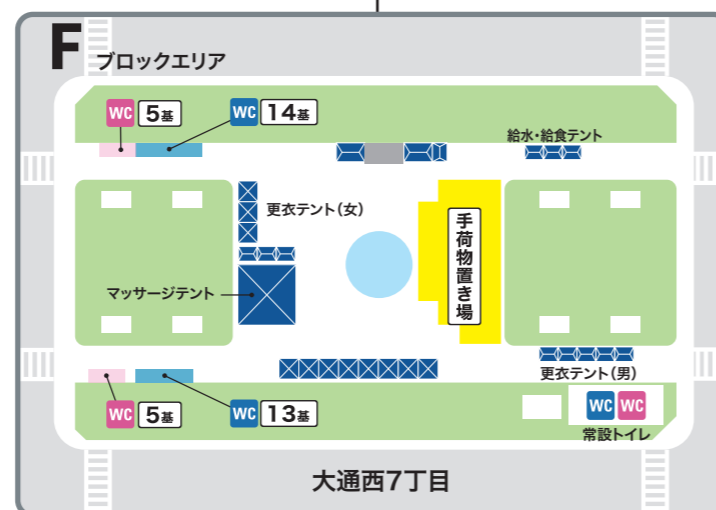 F
ブロックエリア
WC 5基
WC 14基
給水・給食テント
更衣テント(女)
手荷物置き場
マッサージテント
更衣テント(男)
WC 5基
WC 13基
WC WC
常設トイレ
大通西7丁目